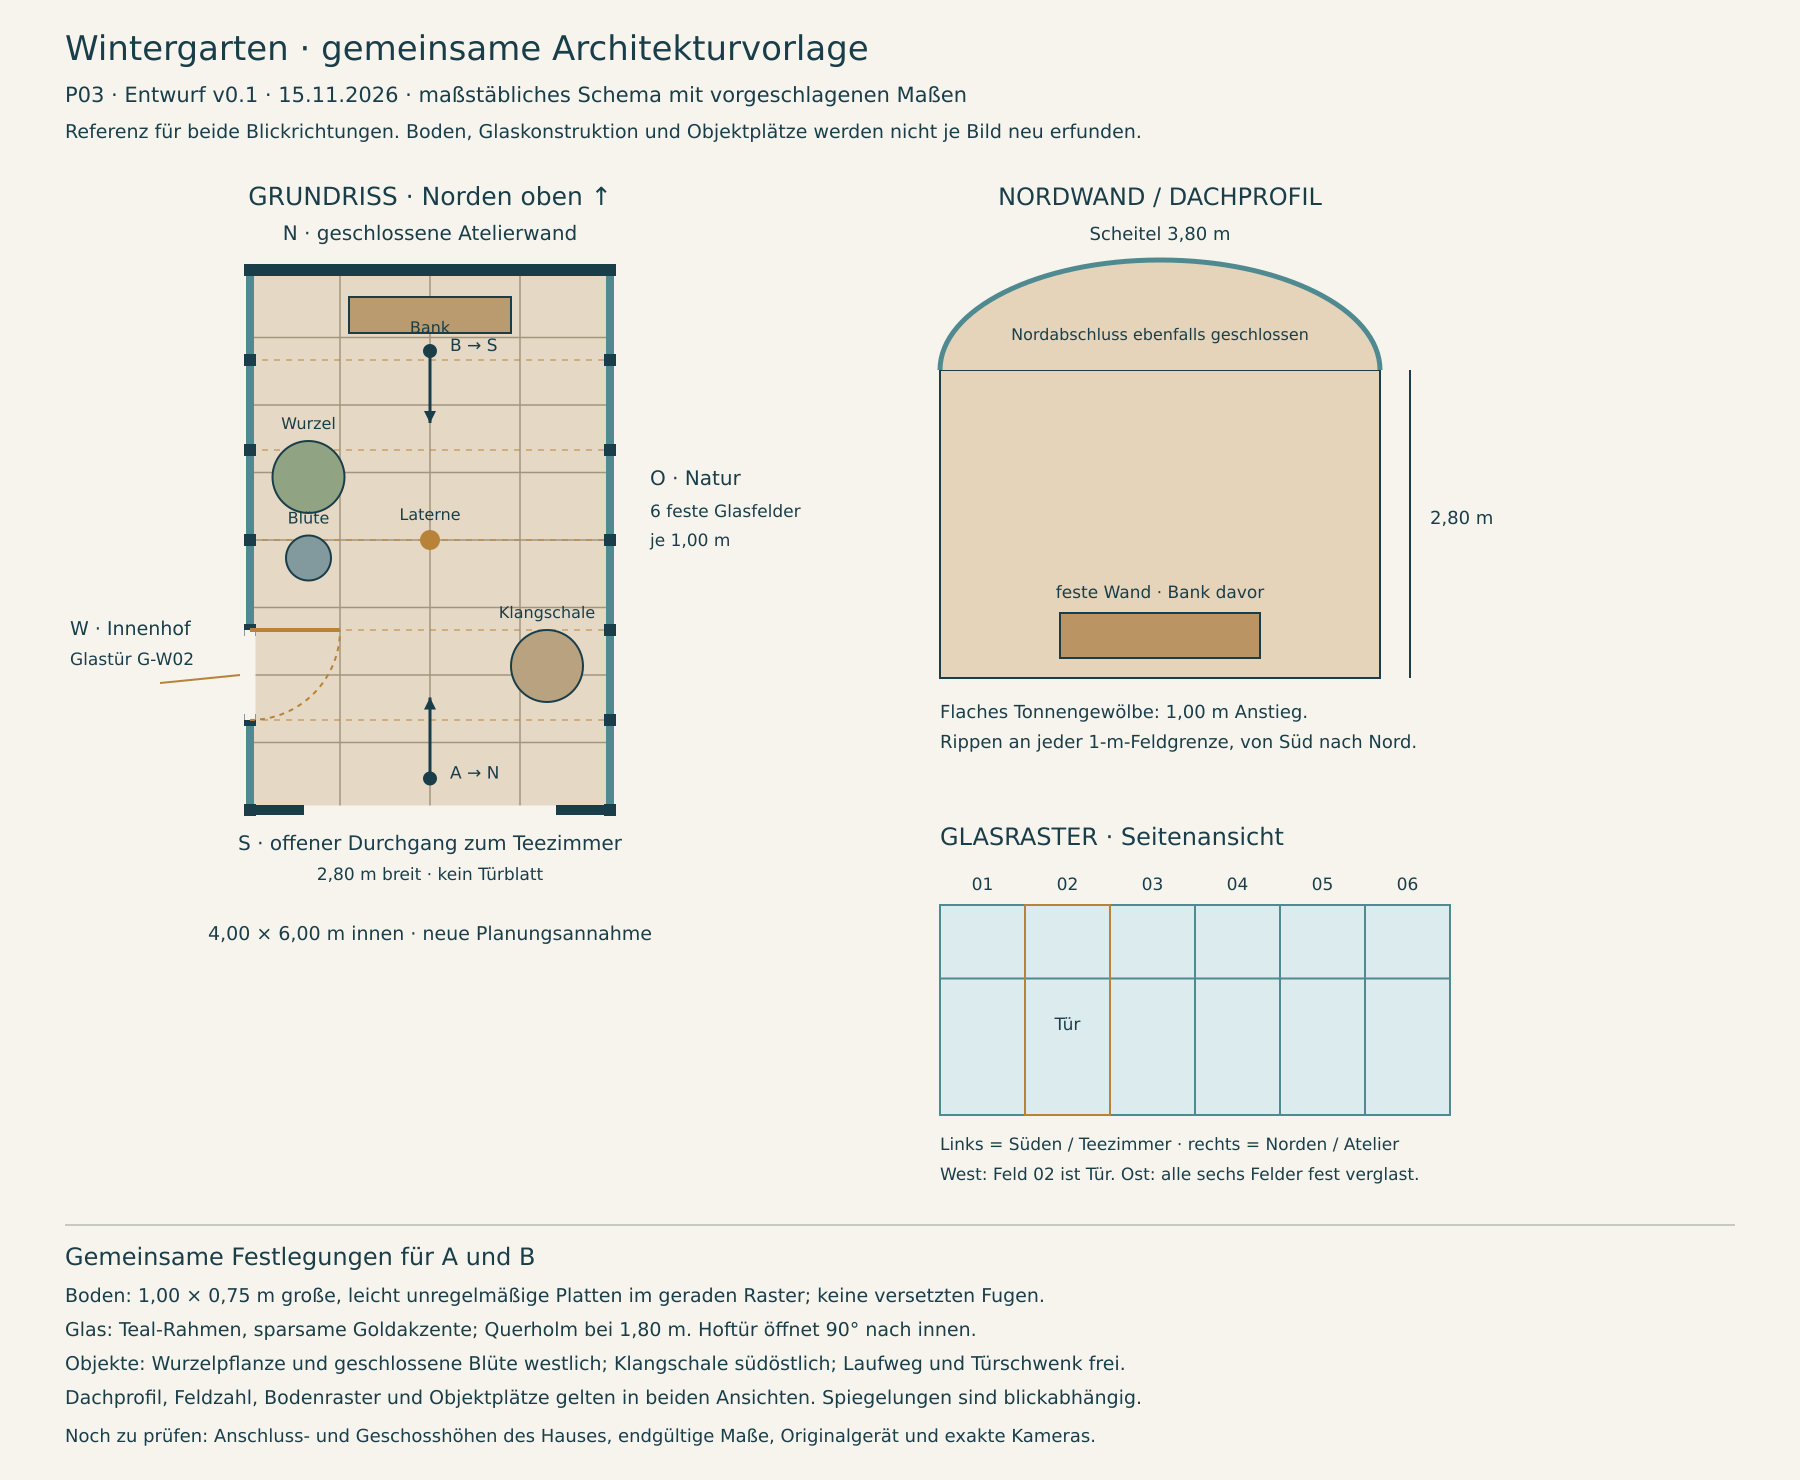 Wintergarten · gemeinsame Architekturvorlage
P03 · Entwurf v0.1 · 15.11.2026 · maßstäbliches Schema mit vorgeschlagenen Maßen
Referenz für beide Blickrichtungen. Boden, Glaskonstruktion und Objektplätze werden nicht je Bild neu erfunden.
GRUNDRISS · Norden oben ↑
N · geschlossene Atelierwand
Bank
B → S
Wurzel
Blüte
Laterne
Klangschale
A → N
W · Innenhof
Glastür G-W02
O · Natur
6 feste Glasfelder
je 1,00 m
S · offener Durchgang zum Teezimmer
2,80 m breit · kein Türblatt
4,00 × 6,00 m innen · neue Planungsannahme
NORDWAND / DACHPROFIL
Scheitel 3,80 m
Nordabschluss ebenfalls geschlossen
2,80 m
feste Wand · Bank davor
Flaches Tonnengewölbe: 1,00 m Anstieg.
Rippen an jeder 1-m-Feldgrenze, von Süd nach Nord.
GLASRASTER · Seitenansicht
01 02 03 04 05 06
Tür
Links = Süden / Teezimmer · rechts = Norden / Atelier
West: Feld 02 ist Tür. Ost: alle sechs Felder fest verglast.
Gemeinsame Festlegungen für A und B
Boden: 1,00 × 0,75 m große, leicht unregelmäßige Platten im geraden Raster; keine versetzten Fugen.
Glas: Teal-Rahmen, sparsame Goldakzente; Querholm bei 1,80 m. Hoftür öffnet 90° nach innen.
Objekte: Wurzelpflanze und geschlossene Blüte westlich; Klangschale südöstlich; Laufweg und Türschwenk frei.
Dachprofil, Feldzahl, Bodenraster und Objektplätze gelten in beiden Ansichten. Spiegelungen sind blickabhängig.
Noch zu prüfen: Anschluss- und Geschosshöhen des Hauses, endgültige Maße, Originalgerät und exakte Kameras.